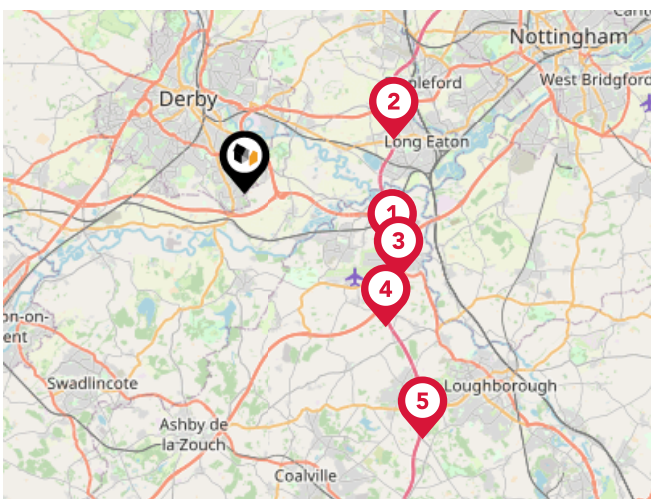 Nottingham
West Bridgford
Derby
2
Long Eaton
1
3
4
Swadlincote
Loughborough
5
Ashby de
la Zouch
Coalville